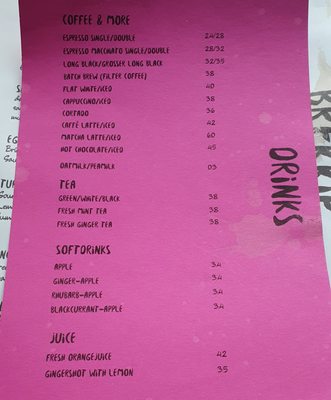 COFFEE & MORE
ESPRESSO SINGLE/DOUBLE 24/28
ESPRESSO MACCHIATO SINGLE/DOUBLE 28/32
LONG BLACK/GROSSER LONG BLACK 32/35
BATCH BREW (FILTER COFFEE) 38
FLAT WHITE/ICED 40
CAPPUCCINO/ICED 38
CORTADO 36
CAFFÈ LATTE/ICED 42
MATCHA LATTE/ICED 60
HOT CHOCOLATE/ICED 45
OATMILK/PEAMILK 05
TEA
GREEN/WHITE/BLACK 38
FRESH MINT TEA 38
FRESH GINGER TEA 38
SOFTDRINKS
APPLE 34
GINGER-APPLE 34
RHUBARB-APPLE 34
BLACKCURRANT-APPLE 34
JUICE
FRESH ORANGEJUICE 42
GINGERSHOT WITH LEMON 35
DRINKS